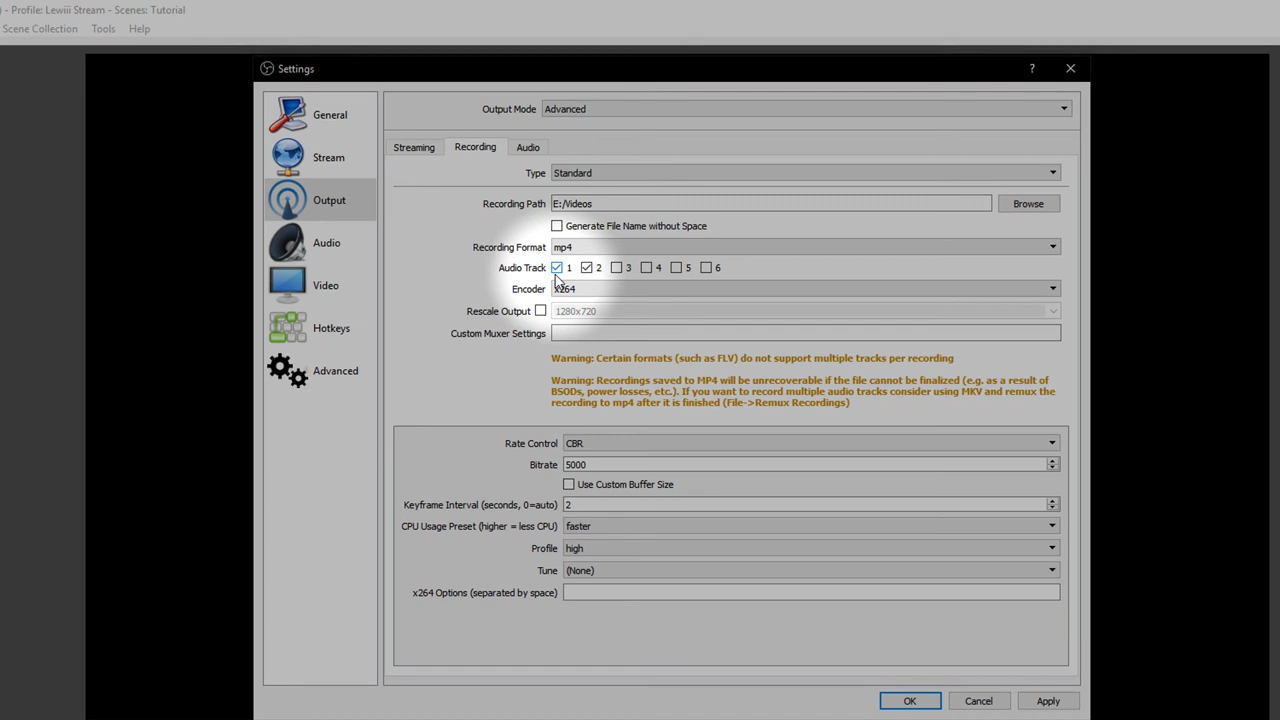 ) - Profile: Lewiii Stream - Scenes: Tutorial
Scene Collection Tools Help
Settings ?
General
Stream
Output
Audio
Video
Hotkeys
Advanced
Output Mode Advanced
Streaming Recording Audio
Type Standard
Recording Path E:/Videos Browse
Generate File Name without Space
Recording Format mp4
Audio Track 1 2 3 4 5 6
Encoder x264
Rescale Output 1280x720
Custom Muxer Settings
Warning: Certain formats (such as FLV) do not support multiple tracks per recording
Warning: Recordings saved to MP4 will be unrecoverable if the file cannot be finalized (e.g. as a result of
BSODs, power losses, etc.). If you want to record multiple audio tracks consider using MKV and remux the
recording to mp4 after it is finished (File->Remux Recordings)
Rate Control CBR
Bitrate 5000
Use Custom Buffer Size
Keyframe Interval (seconds, 0=auto) 2
CPU Usage Preset (higher = less CPU) faster
Profile high
Tune (None)
x264 Options (separated by space)
OK Cancel Apply